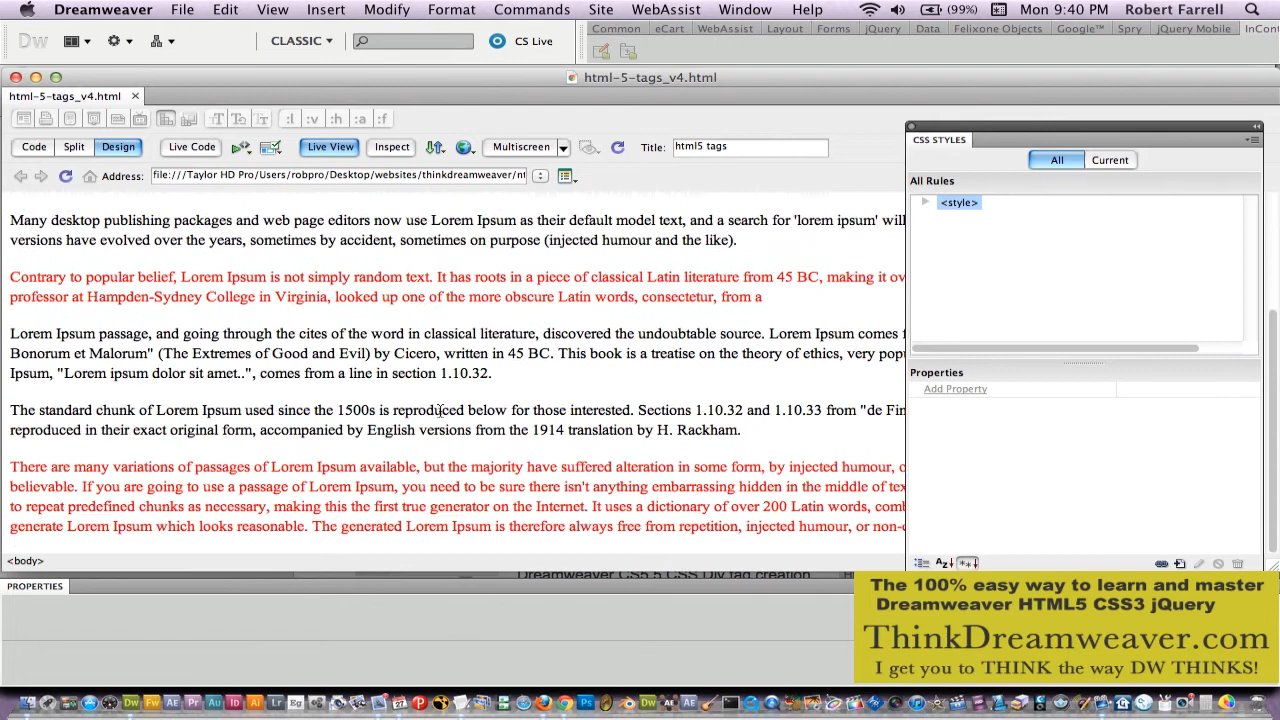 Dreamweaver File Edit View Insert Modify Format Commands Site WebAssist Window Help (99%) Mon 9:40 PM Robert Farrell
Dw CLASSIC CS Live
Common eCart WebAssist Layout Forms jQuery Data Felixone Objects Google™ Spry jQuery Mobile InCon
html-5-tags_v4.html
html-5-tags_v4.html
Code Split Design Live Code Live View Inspect Multiscreen Title: html5 tags
Address: file:///Taylor HD Pro/Users/robpro/Desktop/websites/thinkdreamweaver/nt
Many desktop publishing packages and web page editors now use Lorem Ipsum as their default model text, and a search for 'lorem ipsum' will
versions have evolved over the years, sometimes by accident, sometimes on purpose (injected humour and the like).
Contrary to popular belief, Lorem Ipsum is not simply random text. It has roots in a piece of classical Latin literature from 45 BC, making it ov
professor at Hampden-Sydney College in Virginia, looked up one of the more obscure Latin words, consectetur, from a
Lorem Ipsum passage, and going through the cites of the word in classical literature, discovered the undoubtable source. Lorem Ipsum comes f
Bonorum et Malorum" (The Extremes of Good and Evil) by Cicero, written in 45 BC. This book is a treatise on the theory of ethics, very pop
Ipsum, "Lorem ipsum dolor sit amet..", comes from a line in section 1.10.32.
The standard chunk of Lorem Ipsum used since the 1500s is reproduced below for those interested. Sections 1.10.32 and 1.10.33 from "de Fin
reproduced in their exact original form, accompanied by English versions from the 1914 translation by H. Rackham.
There are many variations of passages of Lorem Ipsum available, but the majority have suffered alteration in some form, by injected humour, o
believable. If you are going to use a passage of Lorem Ipsum, you need to be sure there isn't anything embarrassing hidden in the middle of tex
to repeat predefined chunks as necessary, making this the first true generator on the Internet. It uses a dictionary of over 200 Latin words, comb
generate Lorem Ipsum which looks reasonable. The generated Lorem Ipsum is therefore always free from repetition, injected humour, or non-c
<body>
CSS STYLES
All Current
All Rules
<style>
Properties
Add Property
Dreamweaver CS5.5 CSS Div tag creation
PROPERTIES
The 100% easy way to learn and master
Dreamweaver HTML5 CSS3 jQuery
ThinkDreamweaver.com
I get you to THINK the way DW THINKS!